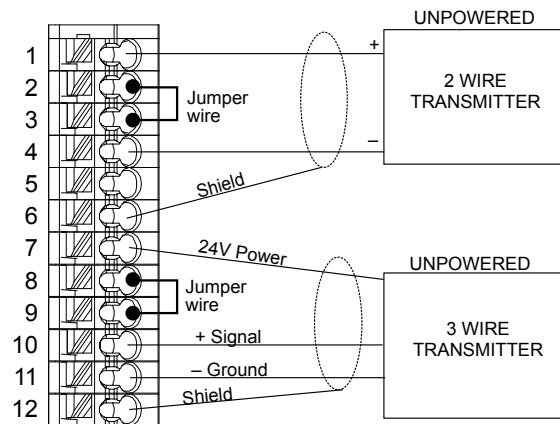 UNPOWERED
1
+
2
2 WIRE
TRANSMITTER
Jumper
wire
3
4
–
5
Shield
6
7
24V Power
UNPOWERED
8
Jumper
wire
9
3 WIRE
TRANSMITTER
10
+ Signal
11
– Ground
12
Shield